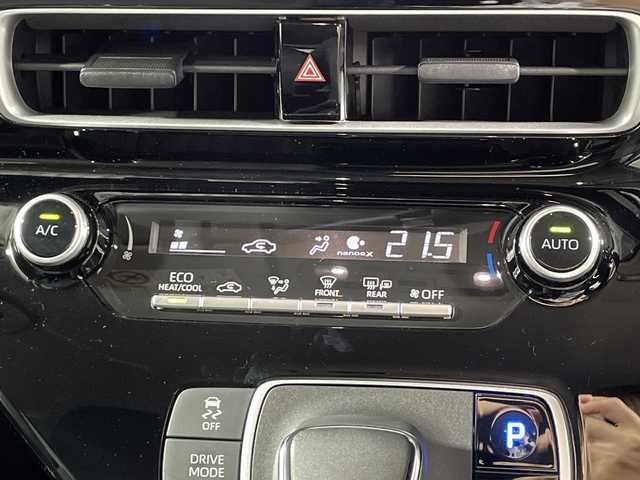 A/C
nanoeX
21.5
AUTO
ECO
HEAT/COOL
FRONT
REAR
OFF
OFF
DRIVE
MODE
P